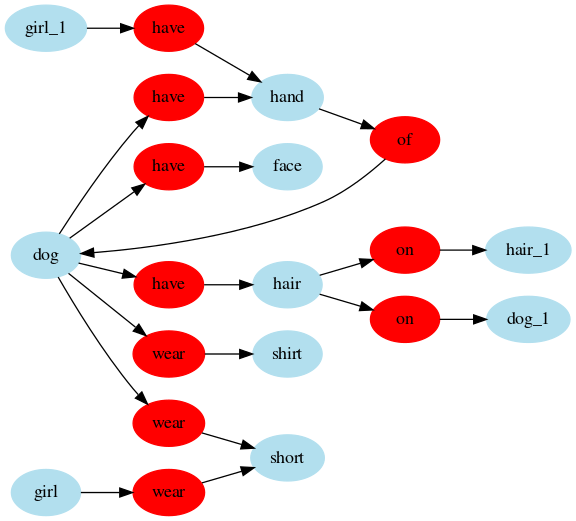 girl_1
have
have
hand
of
have
face
dog
on
hair_1
have
hair
on
dog_1
wear
shirt
wear
short
girl
wear